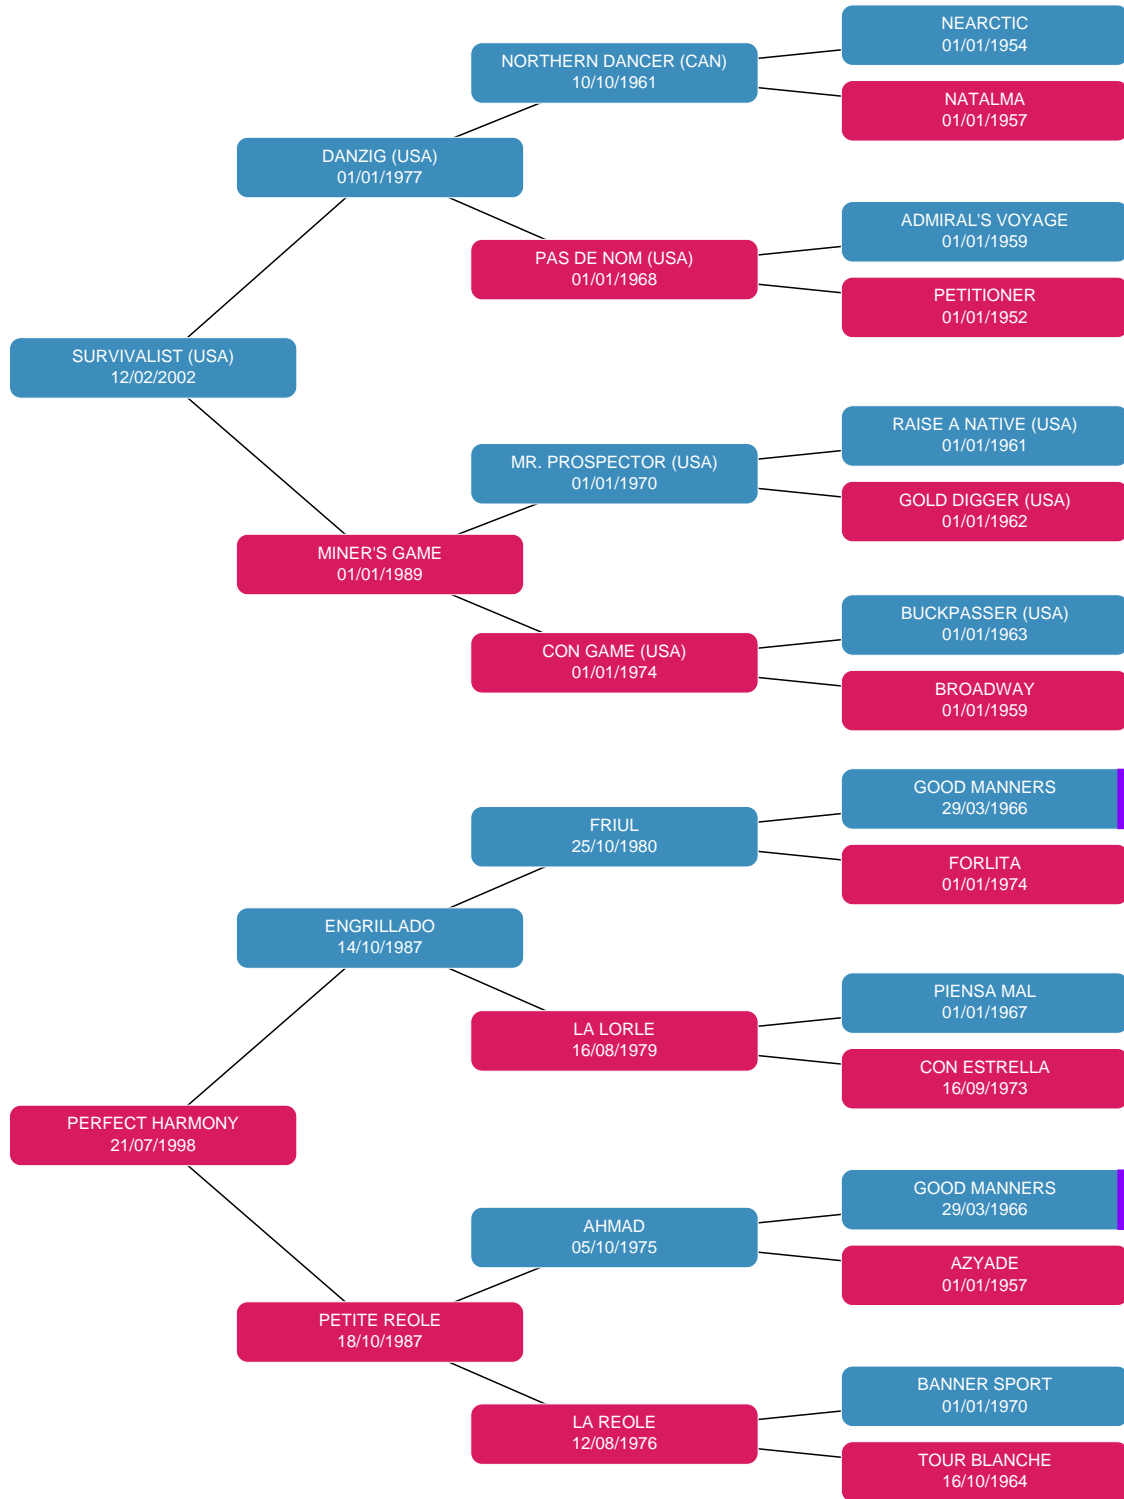 NEARCTIC
01/01/1954
NORTHERN DANCER (CAN)
10/10/1961
NATALMA
01/01/1957
DANZIG (USA)
01/01/1977
ADMIRAL'S VOYAGE
01/01/1959
PAS DE NOM (USA)
01/01/1968
PETITIONER
01/01/1952
SURVIVALIST (USA)
12/02/2002
RAISE A NATIVE (USA)
01/01/1961
MR. PROSPECTOR (USA)
01/01/1970
GOLD DIGGER (USA)
01/01/1962
MINER'S GAME
01/01/1989
BUCKPASSER (USA)
01/01/1963
CON GAME (USA)
01/01/1974
BROADWAY
01/01/1959
GOOD MANNERS
29/03/1966
FRIUL
25/10/1980
FORLITA
01/01/1974
ENGRILLADO
14/10/1987
PIENSA MAL
01/01/1967
LA LORLE
16/08/1979
CON ESTRELLA
16/09/1973
PERFECT HARMONY
21/07/1998
GOOD MANNERS
29/03/1966
AHMAD
05/10/1975
AZYADE
01/01/1957
PETITE REOLE
18/10/1987
BANNER SPORT
01/01/1970
LA REOLE
12/08/1976
TOUR BLANCHE
16/10/1964